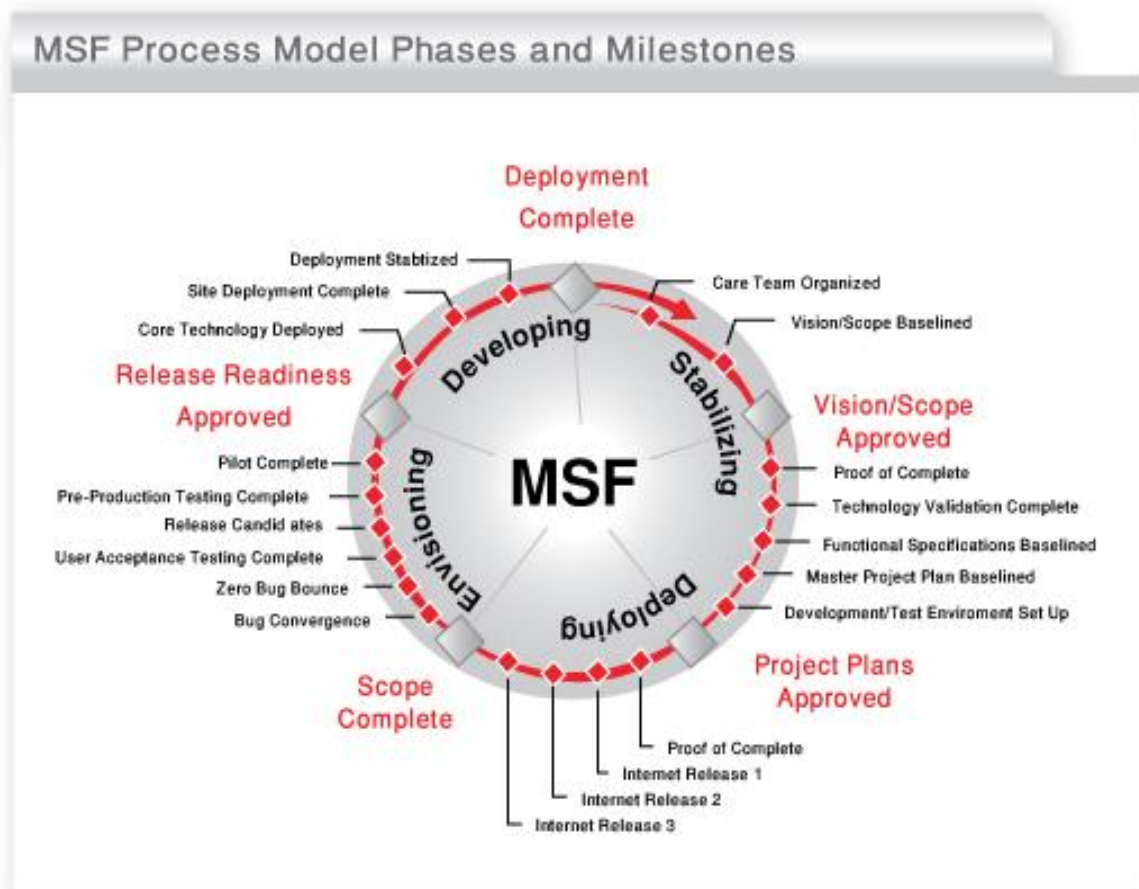 MSF Process Model Phases and Milestones
Deployment
Complete
Deployment Stabtized
Site Deployment Complete
Core Technology Deployed
Care Team Organized
Vision/Scope Baselined
Release Readiness
Approved
Vision/Scope
Approved
Developing
Stabilizing
MSF
Envisioning
Deploying
Pilot Complete
Pre-Production Testing Complete
Release Candid ates
User Acceptance Testing Complete
Zero Bug Bounce
Bug Convergence
Proof of Complete
Technology Validation Complete
Functional Specifications Baselined
Master Project Plan Baselined
Development/Test Enviroment Set Up
Scope
Complete
Project Plans
Approved
Proof of Complete
Internet Release 1
Internet Release 2
Internet Release 3